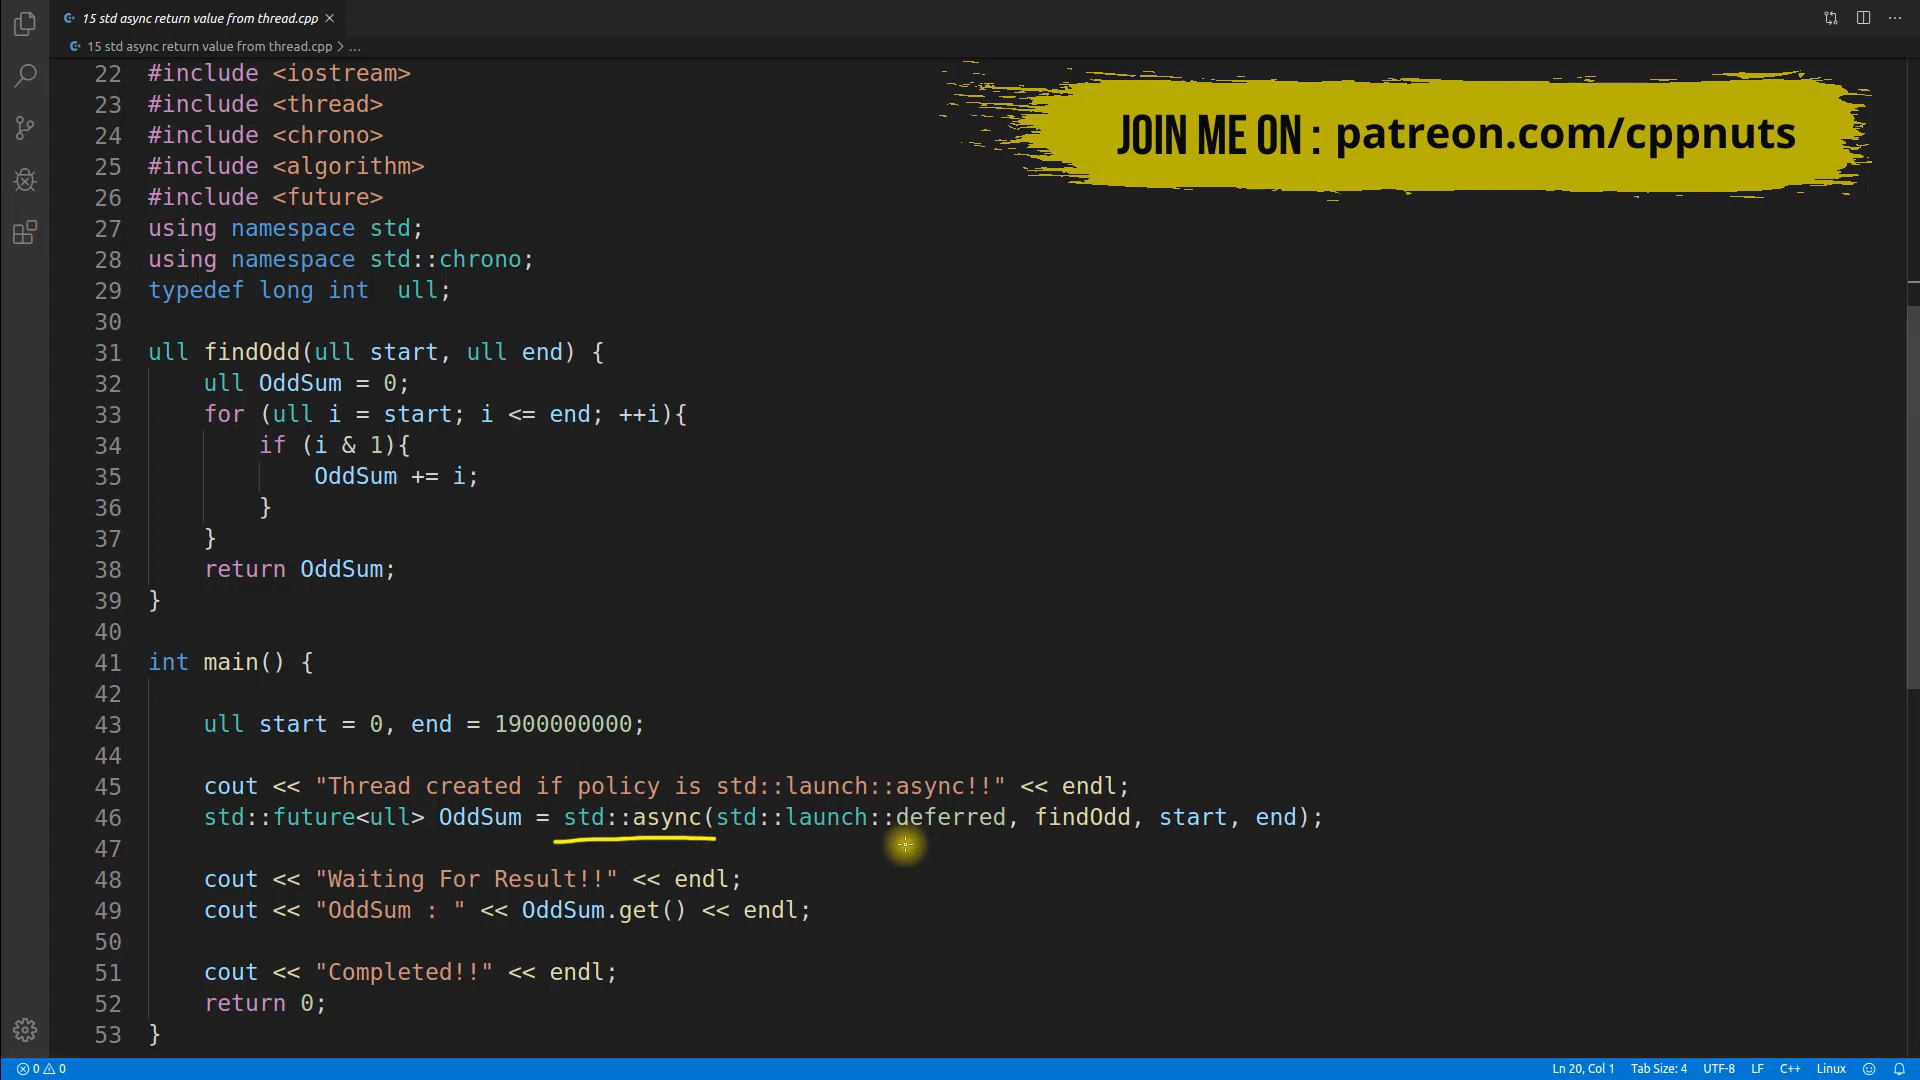 15 std async return value from thread.cpp
15 std async return value from thread.cpp > ...
JOIN ME ON : patreon.com/cppnuts
22 #include <iostream>
23 #include <thread>
24 #include <chrono>
25 #include <algorithm>
26 #include <future>
27 using namespace std;
28 using namespace std::chrono;
29 typedef long int  ull;
30
31 ull findOdd(ull start, ull end) {
32     ull OddSum = 0;
33     for (ull i = start; i <= end; ++i){
34         if (i & 1){
35             OddSum += i;
36         }
37     }
38     return OddSum;
39 }
40
41 int main() {
42
43     ull start = 0, end = 1900000000;
44
45     cout << "Thread created if policy is std::launch::async!!" << endl;
46     std::future<ull> OddSum = std::async(std::launch::deferred, findOdd, start, end);
47
48     cout << "Waiting For Result!!" << endl;
49     cout << "OddSum : " << OddSum.get() << endl;
50
51     cout << "Completed!!" << endl;
52     return 0;
53 }
0 0 Ln 20, Col 1 Tab Size: 4 UTF-8 LF C++ Linux